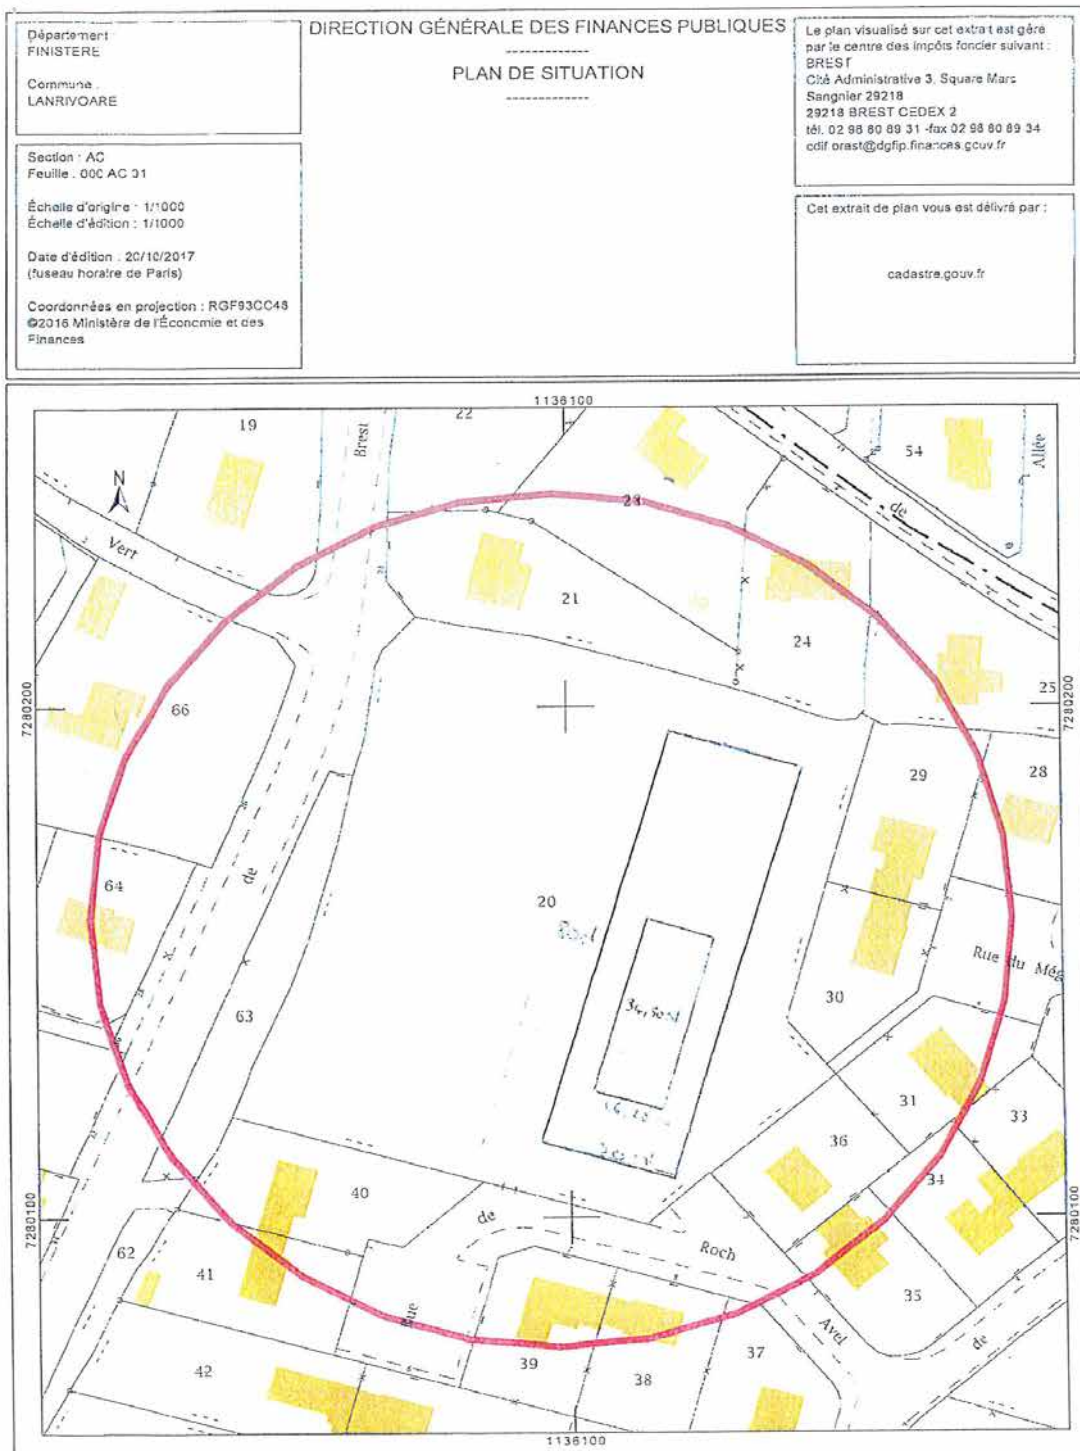 Département
FINISTERE
Commune :
LANRIVOARE
Section : AC
Feuille : 000 AC 01
Échelle d'origine : 1/1000
Échelle d'édition : 1/1000
Date d'édition : 20/10/2017
(fuseau horaire de Paris)
Coordonnées en projection : RGF93CC48
©2016 Ministère de l'Économie et des
Finances
DIRECTION GÉNÉRALE DES FINANCES PUBLIQUES
-------------
PLAN DE SITUATION
-------------
Le plan visualisé sur cet extrait est géré
par le centre des impôts foncier suivant :
BREST
Cité Administrative 3, Square Marc
Sangnier 29218
29218 BREST CEDEX 2
tél. 02 98 80 89 31 -fax 02 98 80 89 34
cdif.brest@dgfip.finances.gouv.fr
Cet extrait de plan vous est délivré par :
cadastre.gouv.fr
1136100
19
Brest
22
54
Allée
N
23
de
Vert
21
24
25
7280200
66
7280200
29
28
64
de
20
Rue du Még
63
30
31
33
36
34
7280100
40
de
Roch
7280100
62
41
Rue
35
Avel
de
39
38
37
42
1136100